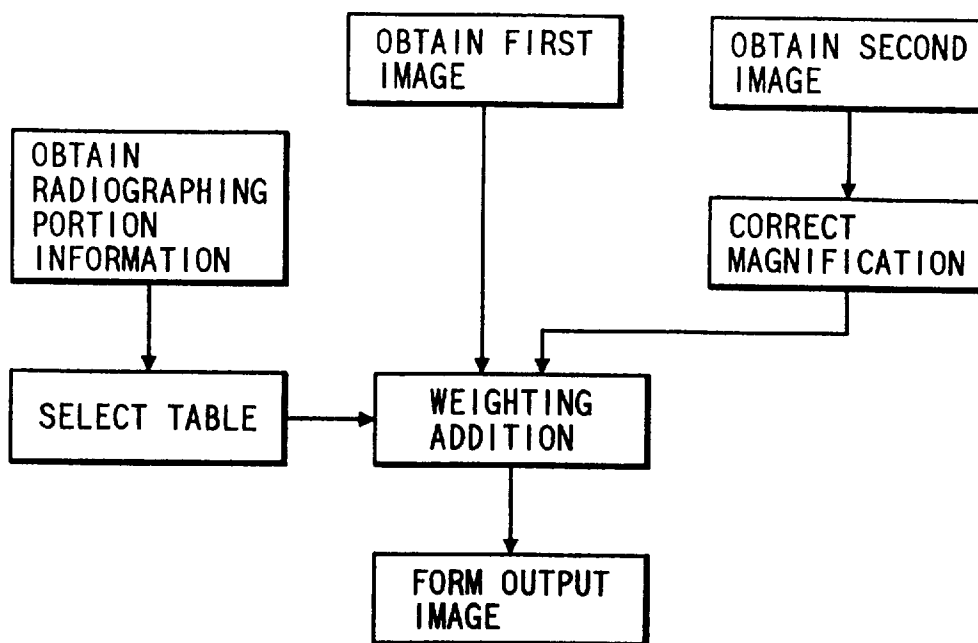 OBTAIN FIRST
IMAGE
OBTAIN SECOND
IMAGE
OBTAIN
RADIOGRAPHING
PORTION
INFORMATION
CORRECT
MAGNIFICATION
SELECT TABLE
WEIGHTING
ADDITION
FORM OUTPUT
IMAGE